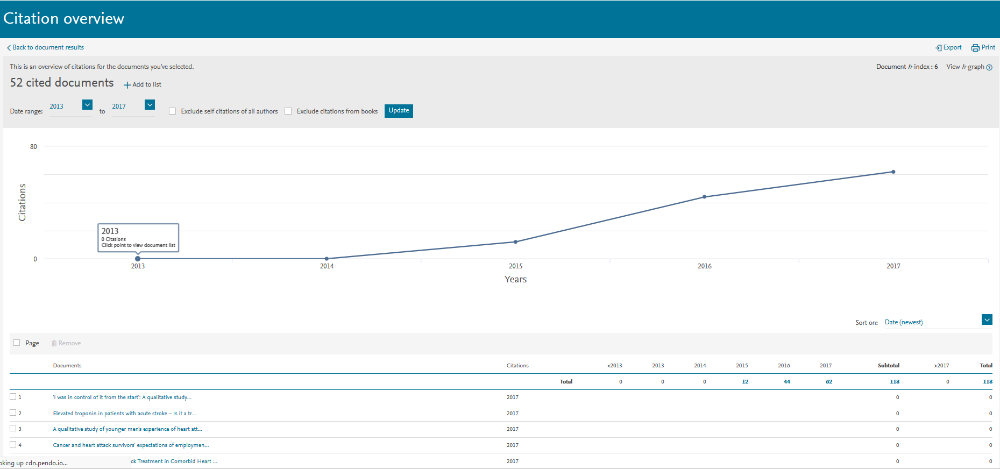 Citation overview
Back to document results
Export Print
This is an overview of citations for the documents you've selected.
Document h-index : 6 View h-graph ?
52 cited documents + Add to list
Date range: 2013 to 2017 Exclude self citations of all authors Exclude citations from books Update
80
Citations
2013
0 Citations
Click point to view document list
0
2013 2014 2015 2016 2017
Years
Sort on: Date (newest)
Page Remove
Documents Citations <2013 2013 2014 2015 2016 2017 Subtotal >2017 Total
Total 0 0 0 12 44 62 118 0 118
1 'I was in control of it from the start': A qualitative study... 2017 0 0
2 Elevated troponin in patients with acute stroke – Is it a tr... 2017 0 0
3 A qualitative study of younger men's experience of heart att... 2017 0 0
4 Cancer and heart attack survivors' expectations of employmen... 2017 0 0
oking up cdn.pendo.io... ck Treatment in Comorbid Heart ... 2017 0 0